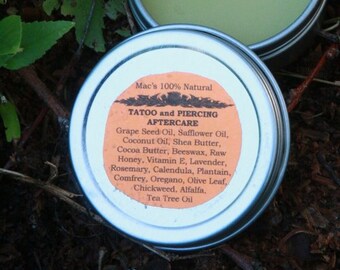 Mac's 100% Natural
TATOO and PIERCING
AFTERCARE
Grape Seed Oil, Safflower Oil,
Coconut Oil, Shea Butter,
Cocoa Butter, Beeswax, Raw
Honey, Vitamin E, Lavender,
Rosemary, Calendula, Plantain,
Comfrey, Oregano, Olive Leaf,
Chickweed, Alfalfa,
Tea Tree Oil